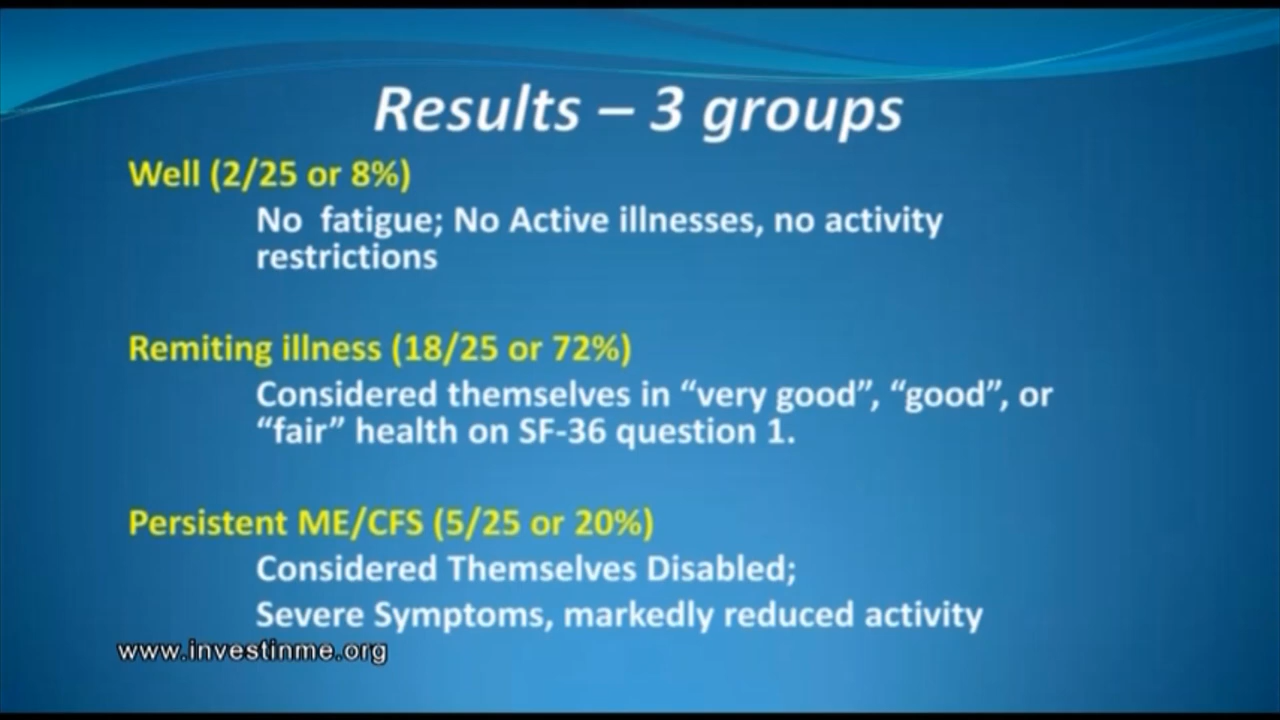 Results – 3 groups
Well (2/25 or 8%)
No fatigue; No Active illnesses, no activity
restrictions
Remiting illness (18/25 or 72%)
Considered themselves in “very good”, “good”, or
“fair” health on SF-36 question 1.
Persistent ME/CFS (5/25 or 20%)
Considered Themselves Disabled;
Severe Symptoms, markedly reduced activity
www.investinme.org